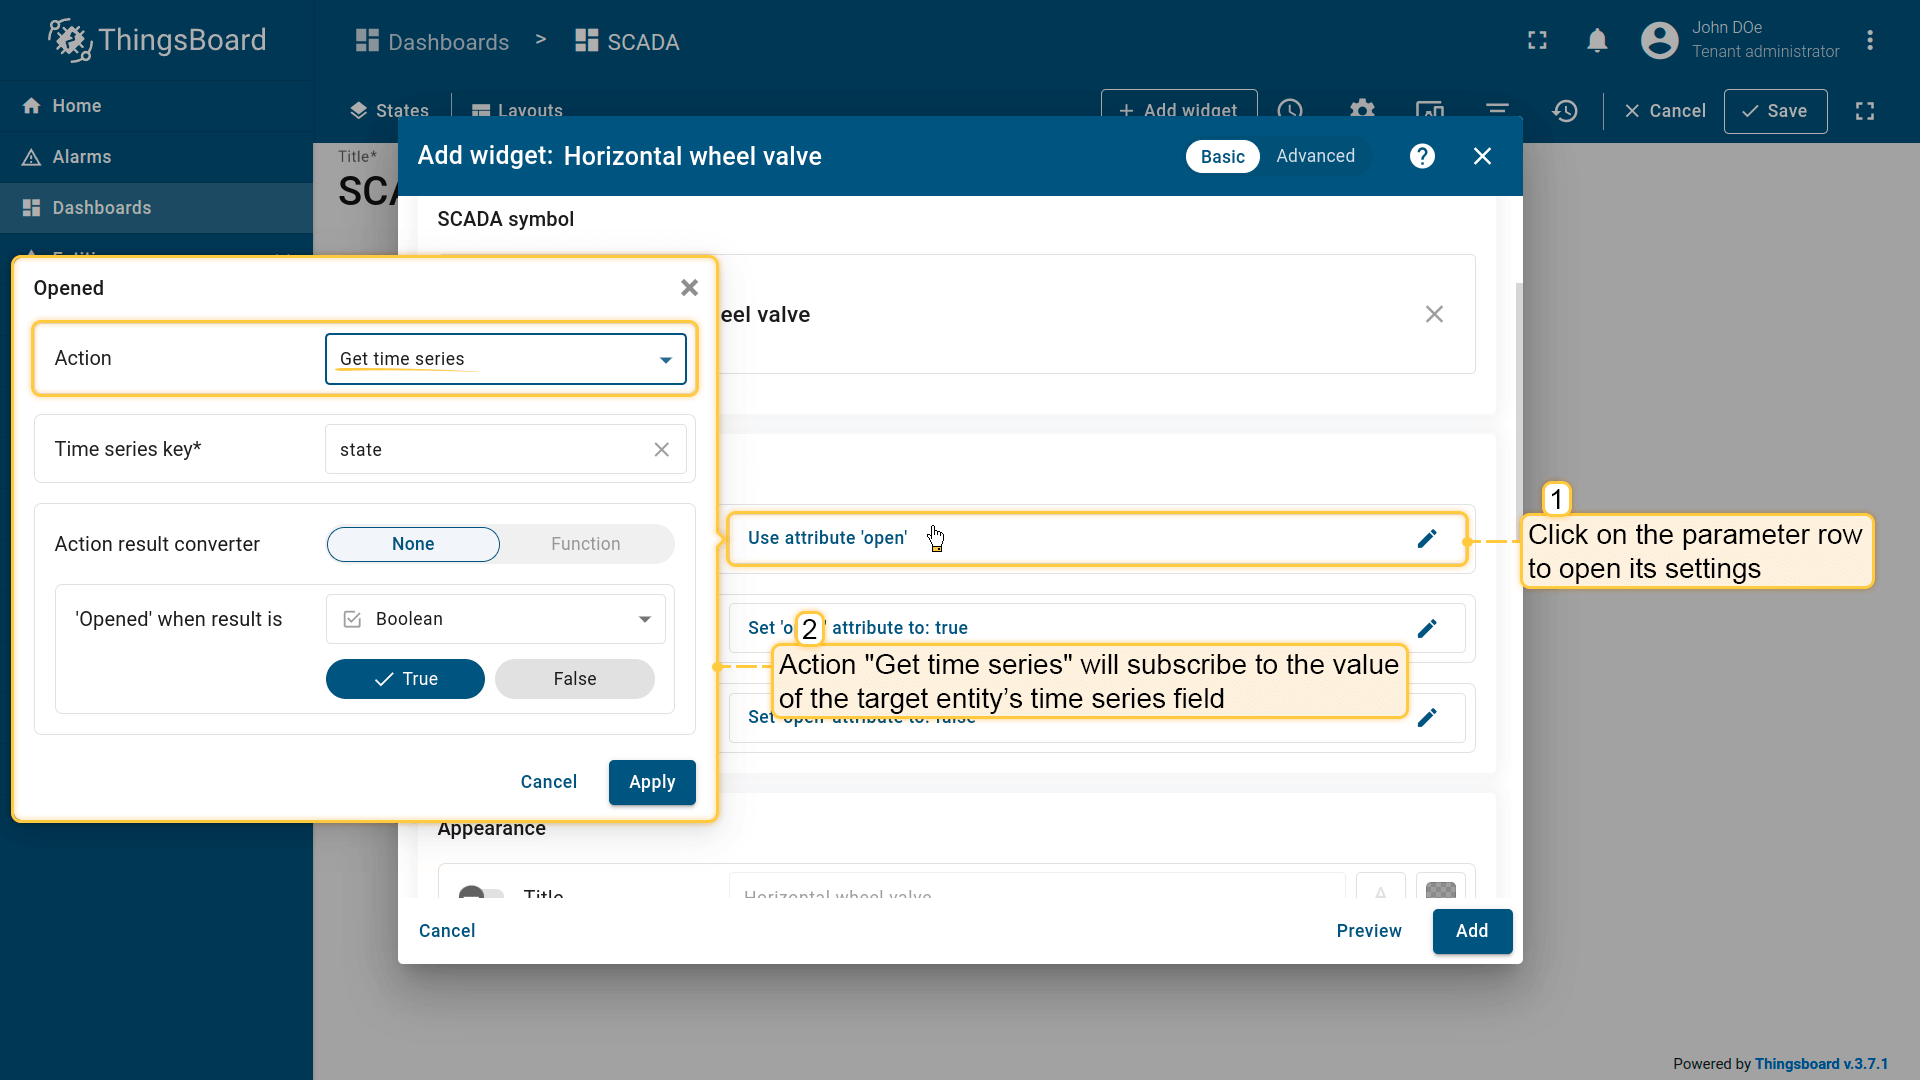 ThingsBoard
Dashboards > SCADA
John DOe
Tenant administrator
Home
Alarms
Dashboards
States
Layouts
+ Add widget
Cancel
Save
Title*
Add widget: Horizontal wheel valve
Basic
Advanced
?
SCADA symbol
eel valve
Opened
Action
Get time series
Time series key*
state
Action result converter
None
Function
'Opened' when result is
Boolean
True
False
Cancel
Apply
Use attribute 'open'
1
Click on the parameter row
to open its settings
Set 'o
attribute to: true
2
Action "Get time series" will subscribe to the value
of the target entity’s time series field
Set 'open' attribute to: false
Appearance
Title
Horizontal wheel valve
A
Cancel
Preview
Add
Powered by Thingsboard v.3.7.1